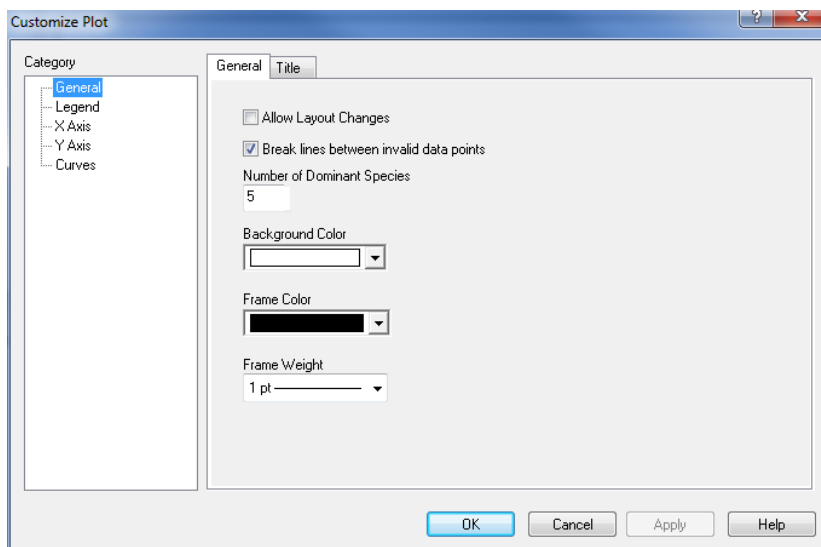 Customize Plot
?
X
Category
General
Legend
X Axis
Y Axis
Curves
General
Title
Allow Layout Changes
Break lines between invalid data points
Number of Dominant Species
5
Background Color
Frame Color
Frame Weight
1 pt
OK
Cancel
Apply
Help